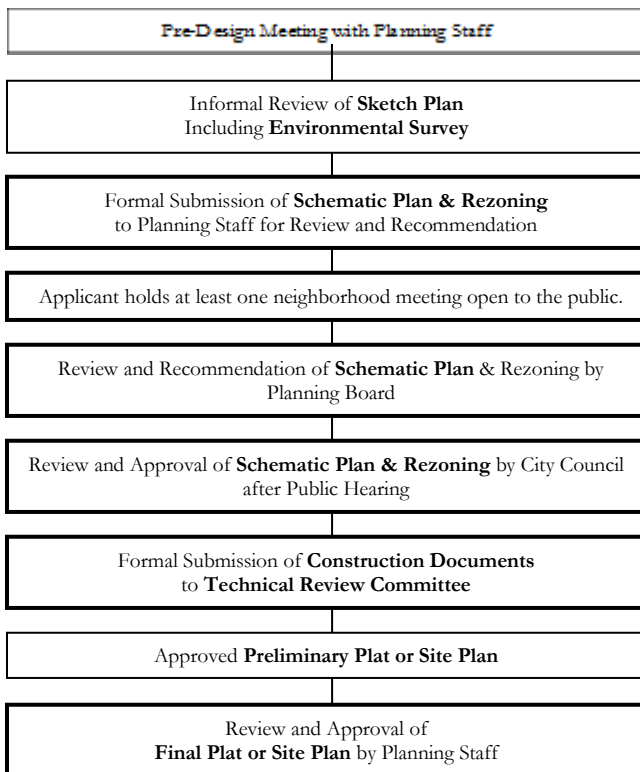 Pre-Design Meeting with Planning Staff
Informal Review of Sketch Plan
Including Environmental Survey
Formal Submission of Schematic Plan & Rezoning
to Planning Staff for Review and Recommendation
Applicant holds at least one neighborhood meeting open to the public.
Review and Recommendation of Schematic Plan & Rezoning by
Planning Board
Review and Approval of Schematic Plan & Rezoning by City Council
after Public Hearing
Formal Submission of Construction Documents
to Technical Review Committee
Approved Preliminary Plat or Site Plan
Review and Approval of
Final Plat or Site Plan by Planning Staff